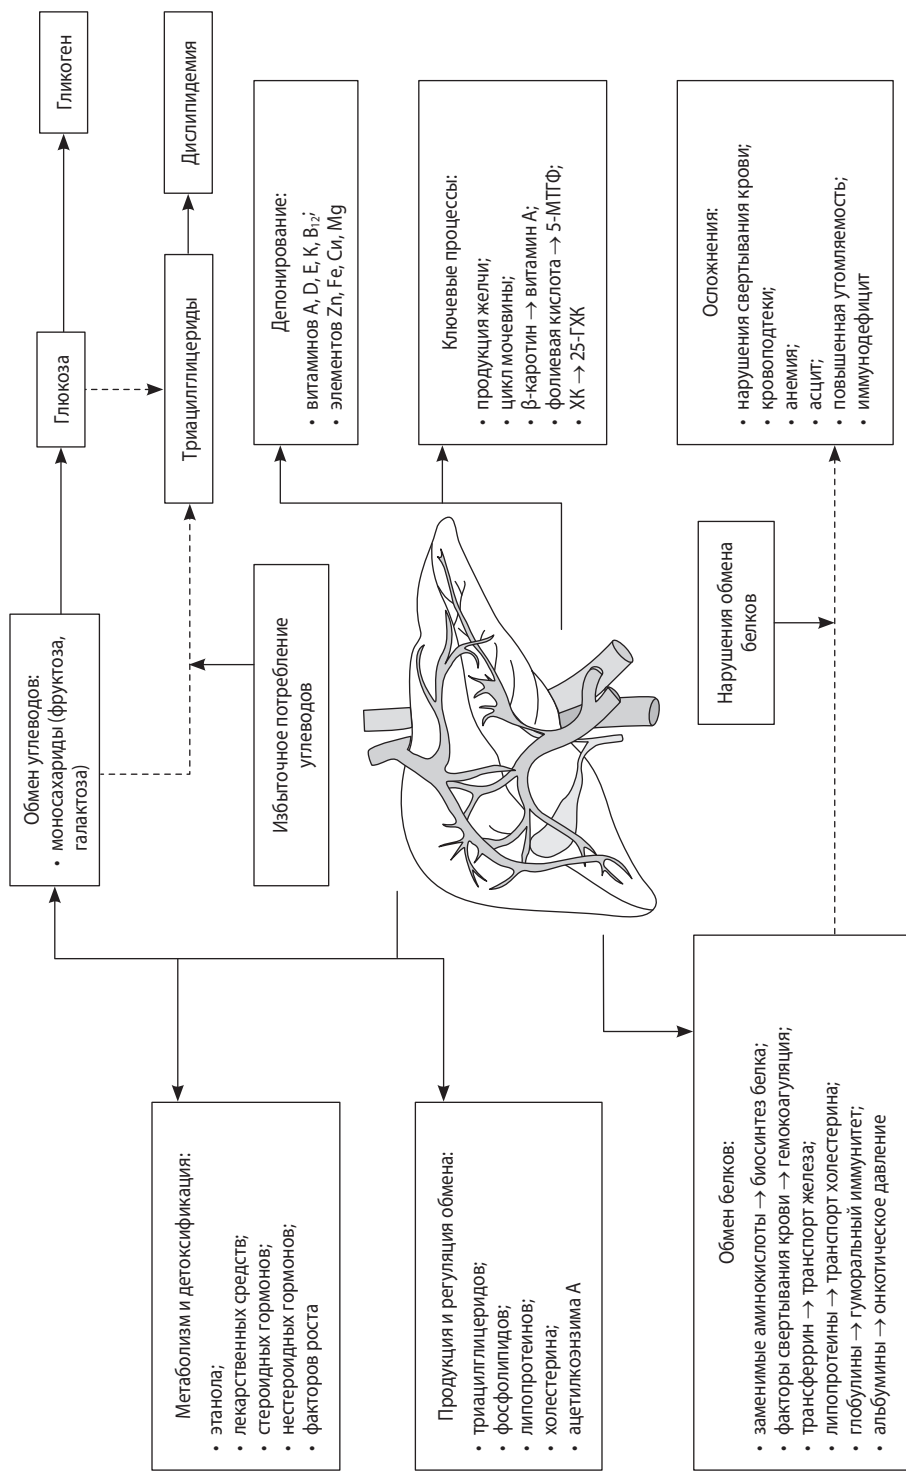 Обмен углеводов:
• моносахариды (фруктоза,
галактоза)
Глюкоза
Гликоген
Избыточное потребление
углеводов
Триацилглицериды
Дислипидемия
Метаболизм и детоксификация:
• этанола;
• лекарственных средств;
• стероидных гормонов;
• нестероидных гормонов;
• факторов роста
Депонирование:
• витаминов A, D, E, K, B₁₂;
• элементов Zn, Fe, Си, Mg
Продукция и регуляция обмена:
• триацилглицеридов;
• фосфолипидов;
• липопротеинов;
• холестерина;
• ацетилкоэнзима А
Ключевые процессы:
• продукция желчи;
• цикл мочевины;
β-каротин → витамин А;
• фолиевая кислота → 5-МТГФ;
ХК → 25-ГХК
Обмен белков:
• заменимые аминокислоты → биосинтез белка;
• факторы свертывания крови → гемокоагуляция;
• трансферрин → транспорт железа;
• липопротеины → транспорт холестерина;
• глобулины → гуморальный иммунитет;
• альбумины → онкотическое давление
Нарушения обмена
белков
Осложнения:
• нарушения свертывания крови;
• кровоподтеки;
• анемия;
• асцит;
• повышенная утомляемость;
• иммунодефицит